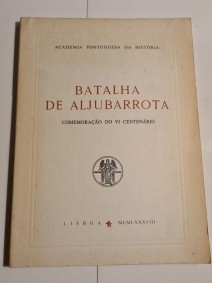 ACADEMIA PORTUGUESA DA HISTÓRIA
BATALHA
DE ALJUBARROTA
COMEMORAÇÃO DO VI CENTENÁRIO
LISBOA MCMLXXXVIII